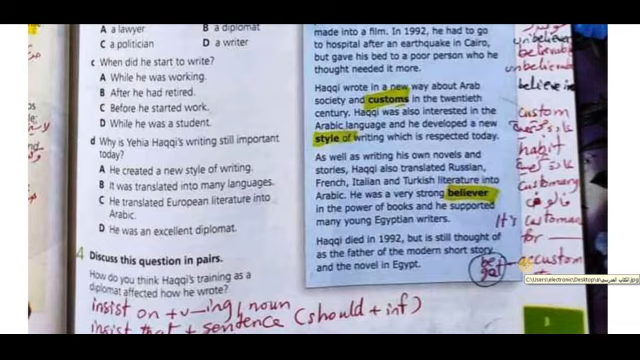 A a lawyer
B a diplomat
C a politician
D a writer
c When did he start to write?
A While he was working.
B After he had retired.
C Before he started work.
D While he was a student.
d Why is Yehia Haqqi's writing still important
today?
A He created a new style of writing.
B It was translated into many languages.
C He translated European literature into
Arabic.
D He was an excellent diplomat.
4 Discuss this question in pairs.
How do you think Haqqi's training as a
diplomat affected how he wrote?
insist on + v-ing / noun
insist that + sentence (should + inf)
made into a film. In 1992, he had to go
to hospital after an earthquake in Cairo,
but gave his bed to a poor person who he
thought needed it more.
Haqqi wrote in a new way about Arab
society and customs in the twentieth
century. Haqqi was also interested in the
Arabic language and he developed a new
style of writing which is respected today.
As well as writing his own novels and
stories, Haqqi also translated Russian,
French, Italian and Turkish literature into
Arabic. He was a very strong believer
in the power of books and he supported
many young Egyptian writers.
Haqqi died in 1992, but is still thought of
as the father of the modern short story
and the novel in Egypt.
believable
unbelievable
believe in
custom
habit
customary
It's customary
for
be
get
accustom
3